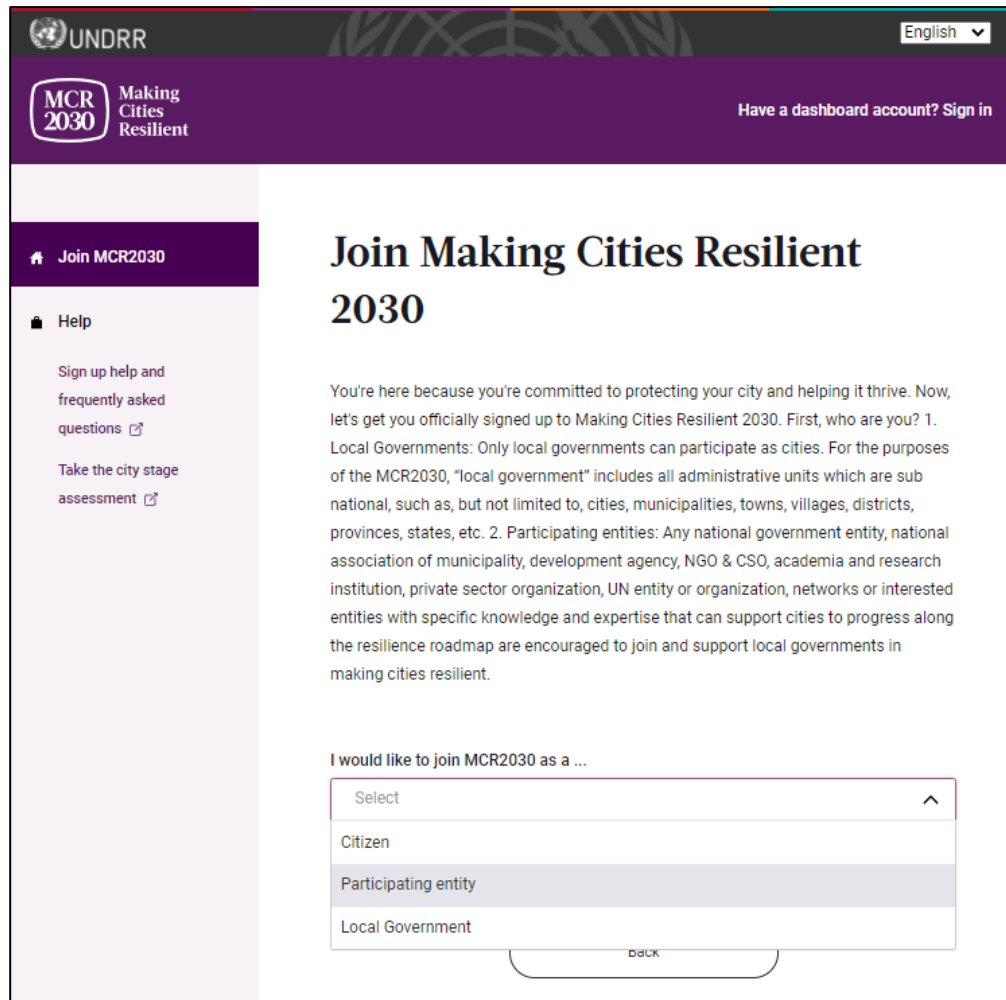 UNDRR
English
MCR
2030
Making
Cities
Resilient
Have a dashboard account? Sign in
Join MCR2030
Help
Sign up help and
frequently asked
questions
Take the city stage
assessment
Join Making Cities Resilient
2030
You're here because you're committed to protecting your city and helping it thrive. Now,
let's get you officially signed up to Making Cities Resilient 2030. First, who are you? 1.
Local Governments: Only local governments can participate as cities. For the purposes
of the MCR2030, “local government” includes all administrative units which are sub
national, such as, but not limited to, cities, municipalities, towns, villages, districts,
provinces, states, etc. 2. Participating entities: Any national government entity, national
association of municipality, development agency, NGO & CSO, academia and research
institution, private sector organization, UN entity or organization, networks or interested
entities with specific knowledge and expertise that can support cities to progress along
the resilience roadmap are encouraged to join and support local governments in
making cities resilient.
I would like to join MCR2030 as a ...
Select
Citizen
Participating entity
Local Government
Back